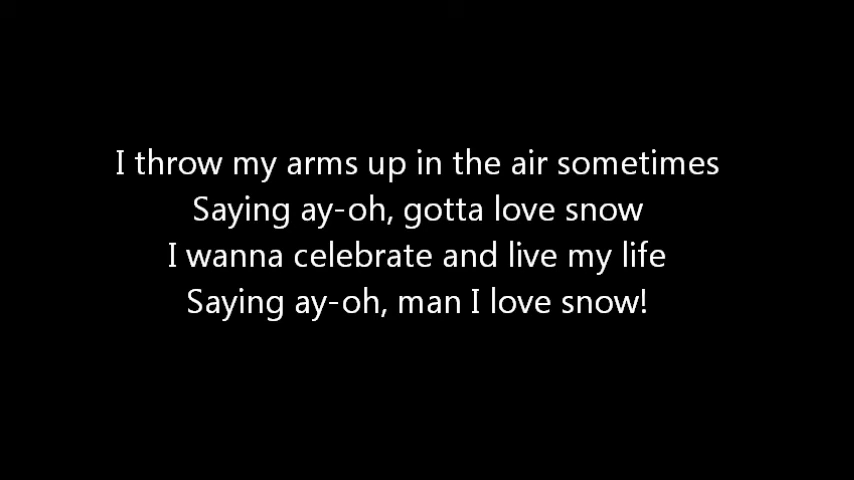 I throw my arms up in the air sometimes
Saying ay-oh, gotta love snow
I wanna celebrate and live my life
Saying ay-oh, man I love snow!